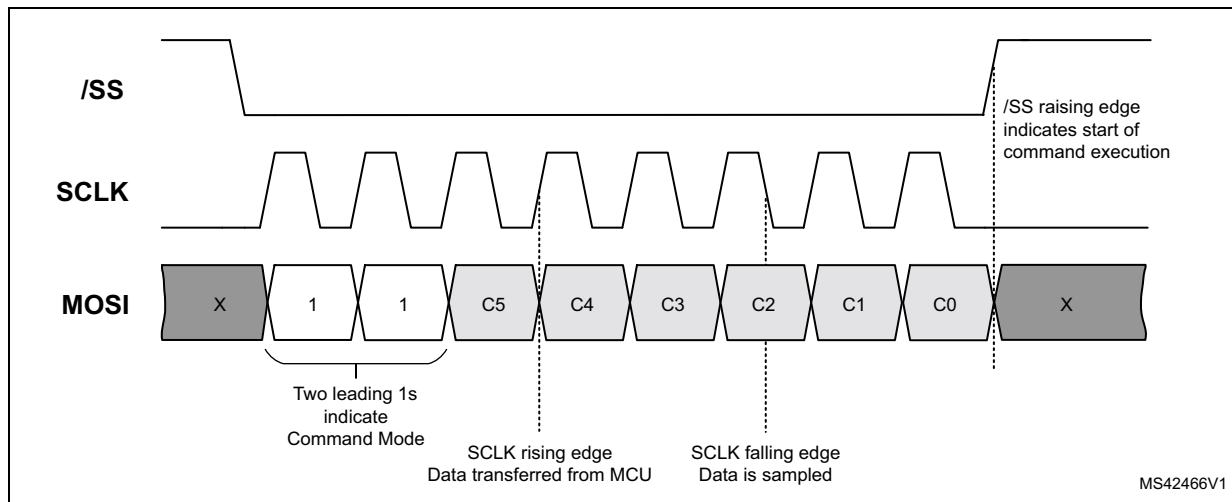 /SS
/SS raising edge
indicates start of
command execution
SCLK
MOSI
X 1 1 C5 C4 C3 C2 C1 C0 X
Two leading 1s
indicate
Command Mode
SCLK rising edge
Data transferred from MCU
SCLK falling edge
Data is sampled
MS42466V1